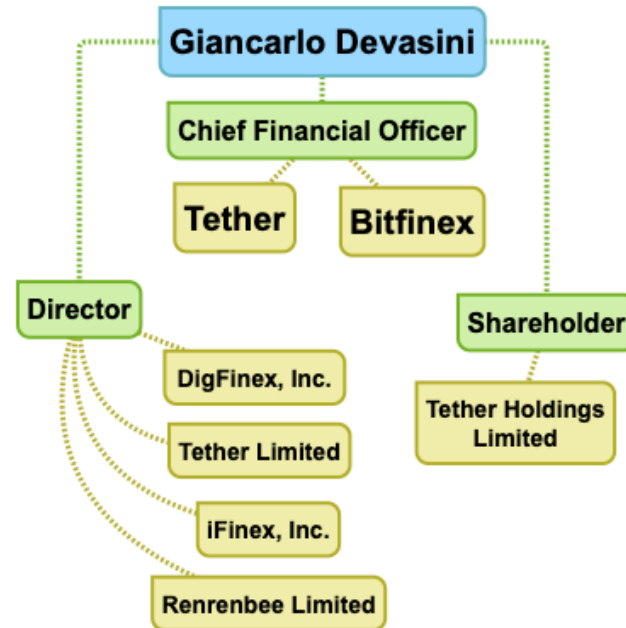 Giancarlo Devasini
Chief Financial Officer
Tether
Bitfinex
Director
Shareholder
DigFinex, Inc.
Tether Holdings
Limited
Tether Limited
iFinex, Inc.
Renrenbee Limited